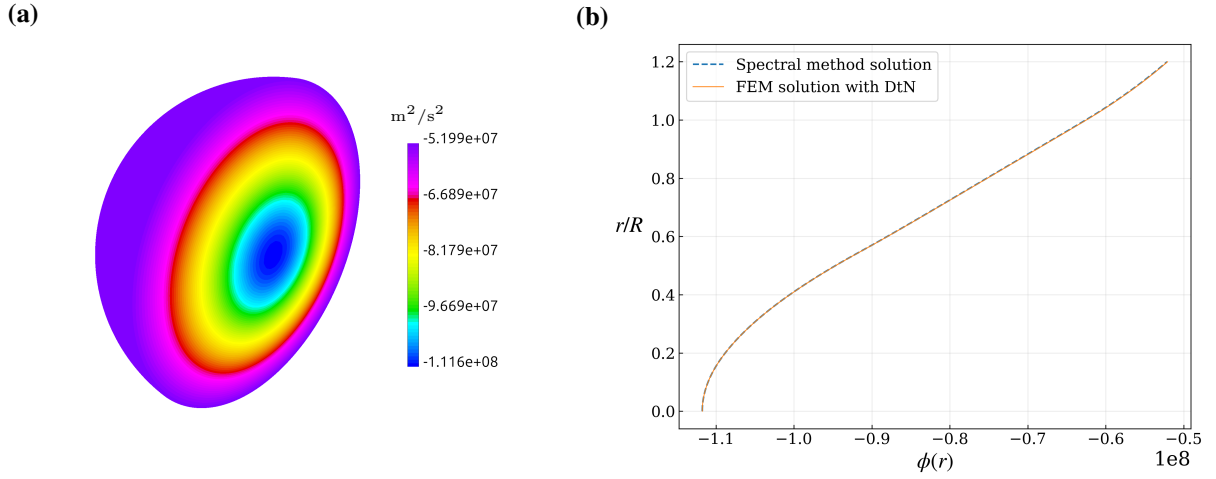 (a)
m²/s²
-5.199e+07
-6.689e+07
-8.179e+07
-9.669e+07
-1.116e+08
(b)
Spectral method solution
FEM solution with DtN
r/R
1.2
1.0
0.8
0.6
0.4
0.2
0.0
−1.1 −1.0 −0.9 −0.8 −0.7 −0.6 −0.5
1e8
ϕ(r)